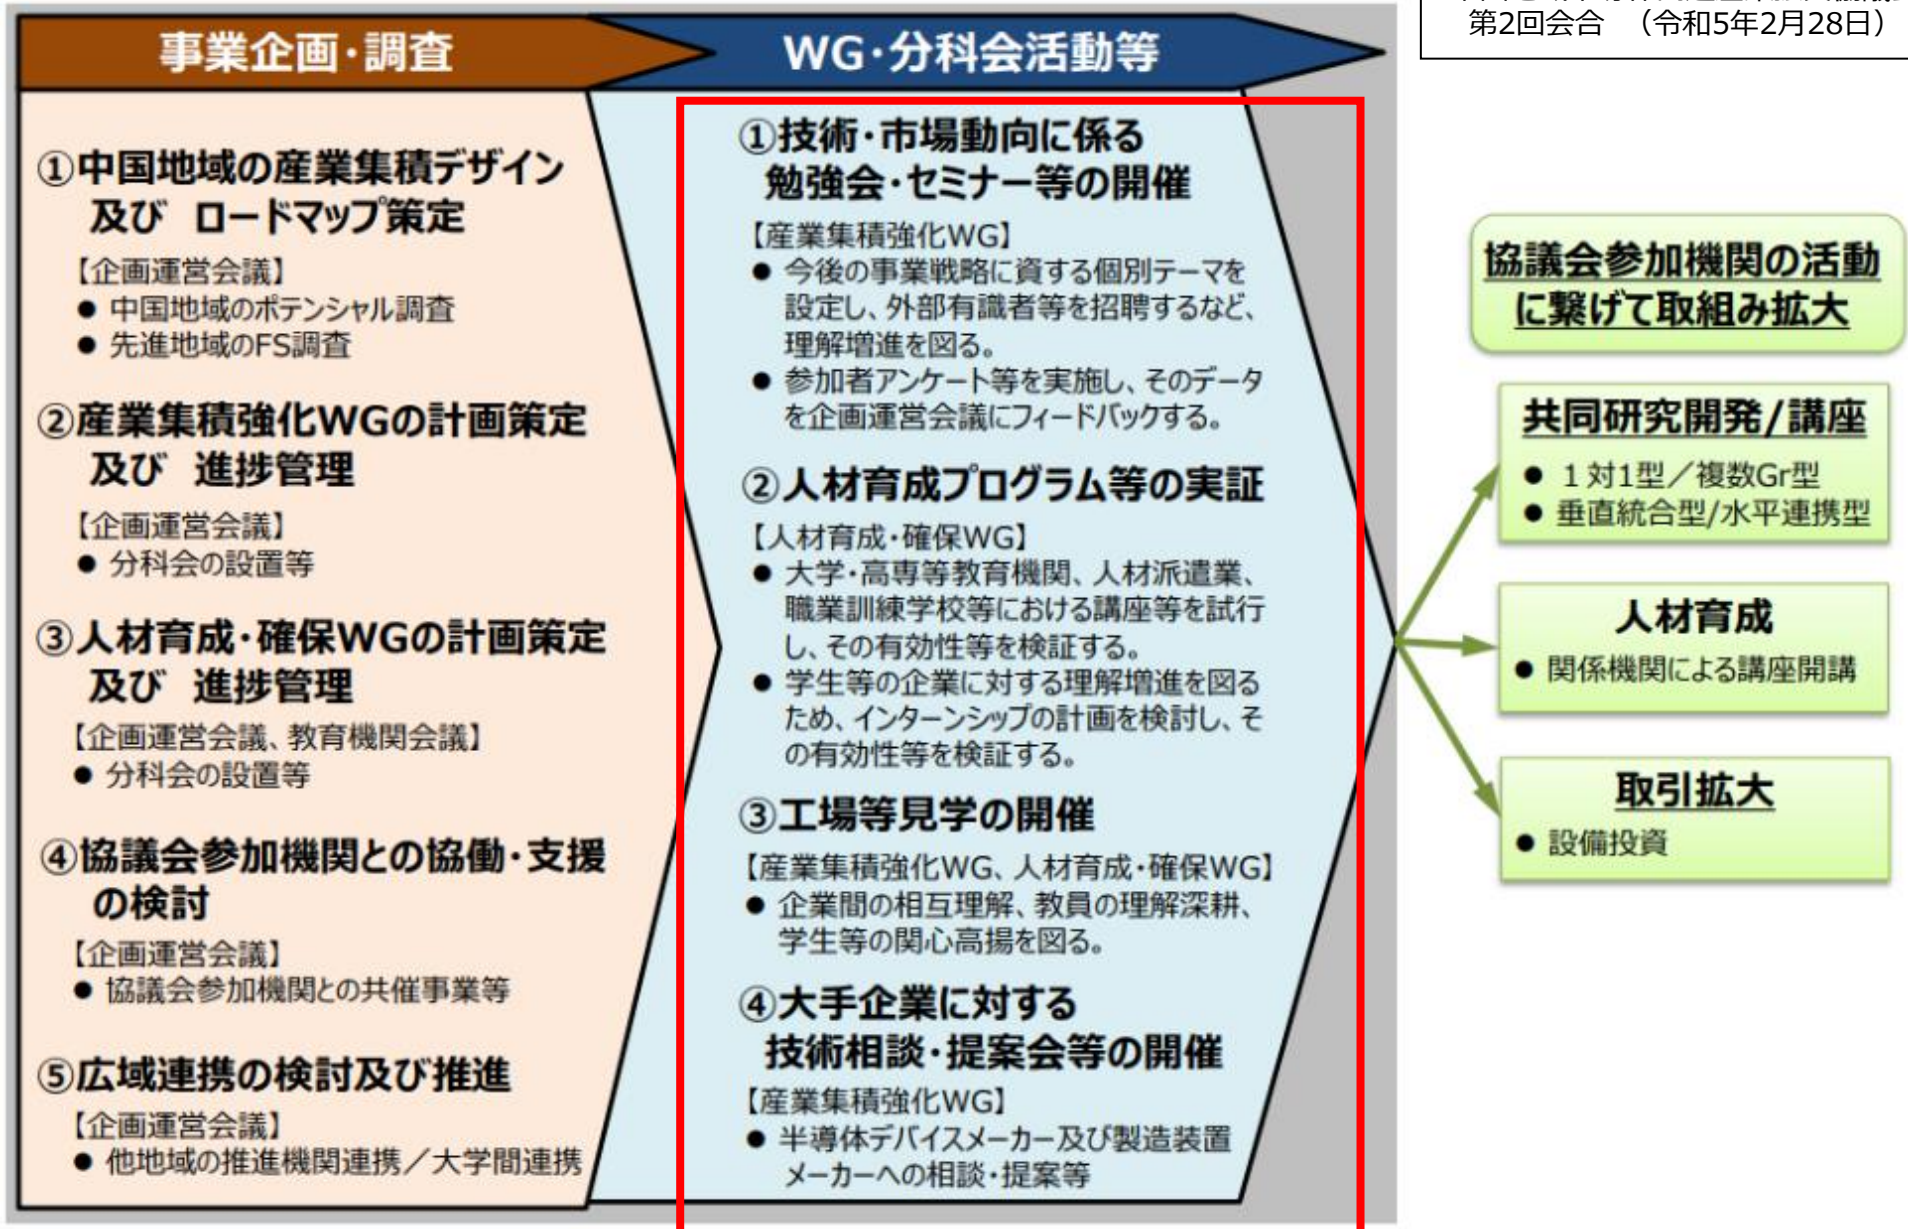 第2回会合 （令和5年2月28日）
事業企画・調査
①中国地域の産業集積デザイン
及び ロードマップ策定
【企画運営会議】
● 中国地域のポテンシャル調査
● 先進地域のFS調査
②産業集積強化WGの計画策定
及び 進捗管理
【企画運営会議】
● 分科会の設置等
③人材育成・確保WGの計画策定
及び 進捗管理
【企画運営会議、教育機関会議】
● 分科会の設置等
④協議会参加機関との協働・支援
の検討
【企画運営会議】
● 協議会参加機関との共催事業等
⑤広域連携の検討及び推進
【企画運営会議】
● 他地域の推進機関連携／大学間連携
WG・分科会活動等
①技術・市場動向に係る
勉強会・セミナー等の開催
【産業集積強化WG】
● 今後の事業戦略に資する個別テーマを
設定し、外部有識者等を招聘するなど、
理解増進を図る。
● 参加者アンケート等を実施し、そのデータ
を企画運営会議にフィードバックする。
②人材育成プログラム等の実証
【人材育成・確保WG】
● 大学・高専等教育機関、人材派遣業、
職業訓練学校等における講座等を試行
し、その有効性等を検証する。
● 学生等の企業に対する理解増進を図る
ため、インターンシップの計画を検討し、そ
の有効性等を検証する。
③工場等見学の開催
【産業集積強化WG、人材育成・確保WG】
● 企業間の相互理解、教員の理解深耕、
学生等の関心高揚を図る。
④大手企業に対する
技術相談・提案会等の開催
【産業集積強化WG】
● 半導体デバイスメーカー及び製造装置
メーカーへの相談・提案等
協議会参加機関の活動
に繋げて取組み拡大
共同研究開発/講座
● １対1型／複数Gr型
● 垂直統合型/水平連携型
人材育成
● 関係機関による講座開講
取引拡大
● 設備投資